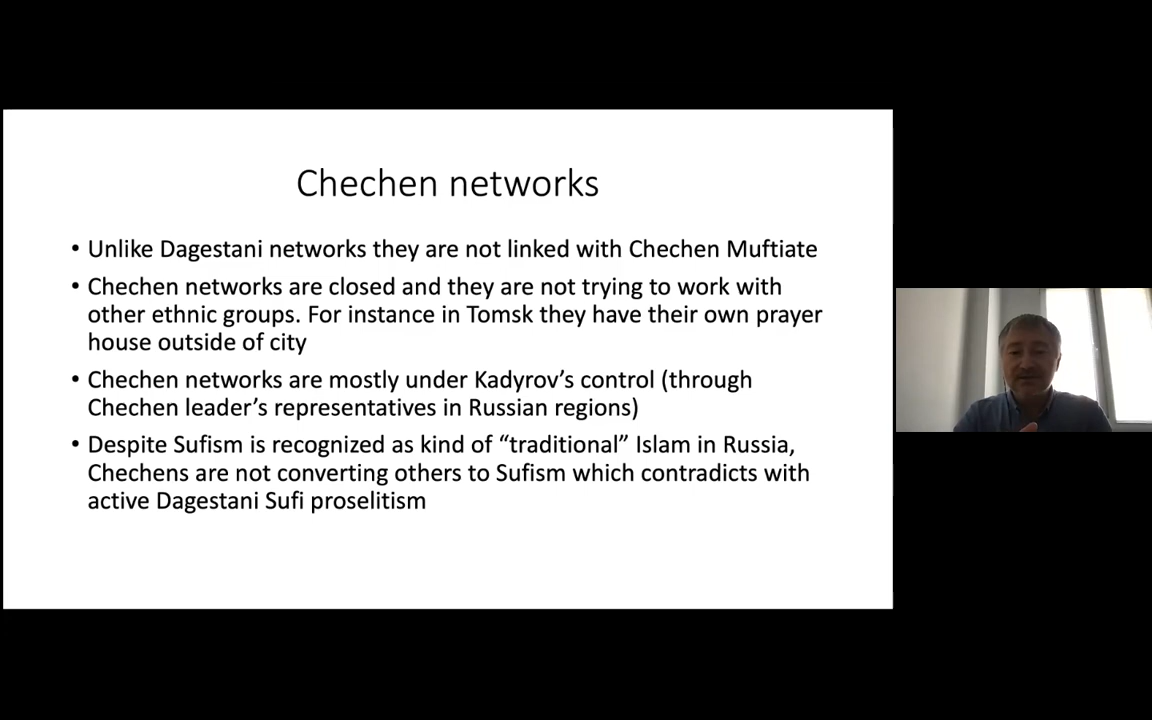 Chechen networks
• Unlike Dagestani networks they are not linked with Chechen Muftiate
• Chechen networks are closed and they are not trying to work with
other ethnic groups. For instance in Tomsk they have their own prayer
house outside of city
• Chechen networks are mostly under Kadyrov’s control (through
Chechen leader’s representatives in Russian regions)
• Despite Sufism is recognized as kind of “traditional” Islam in Russia,
Chechens are not converting others to Sufism which contradicts with
active Dagestani Sufi proselitism